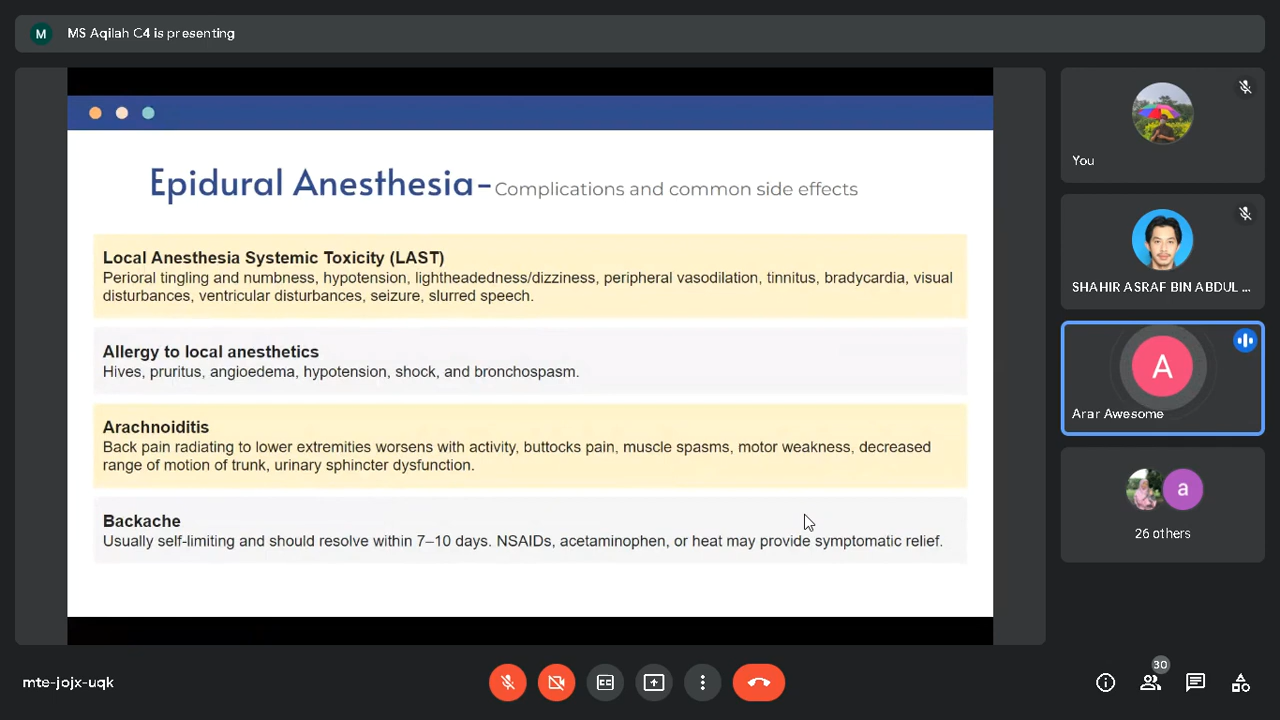 M
MS Aqilah C4 is presenting
Epidural Anesthesia-Complications and common side effects
Local Anesthesia Systemic Toxicity (LAST)
Perioral tingling and numbness, hypotension, lightheadedness/dizziness, peripheral vasodilation, tinnitus, bradycardia, visual
disturbances, ventricular disturbances, seizure, slurred speech.
Allergy to local anesthetics
Hives, pruritus, angioedema, hypotension, shock, and bronchospasm.
Arachnoiditis
Back pain radiating to lower extremities worsens with activity, buttocks pain, muscle spasms, motor weakness, decreased
range of motion of trunk, urinary sphincter dysfunction.
Backache
Usually self-limiting and should resolve within 7–10 days. NSAIDs, acetaminophen, or heat may provide symptomatic relief.
You
SHAHIR ASRAF BIN ABDUL ...
A
Arar Awesome
a
26 others
mte-jojx-uqk
CC
30